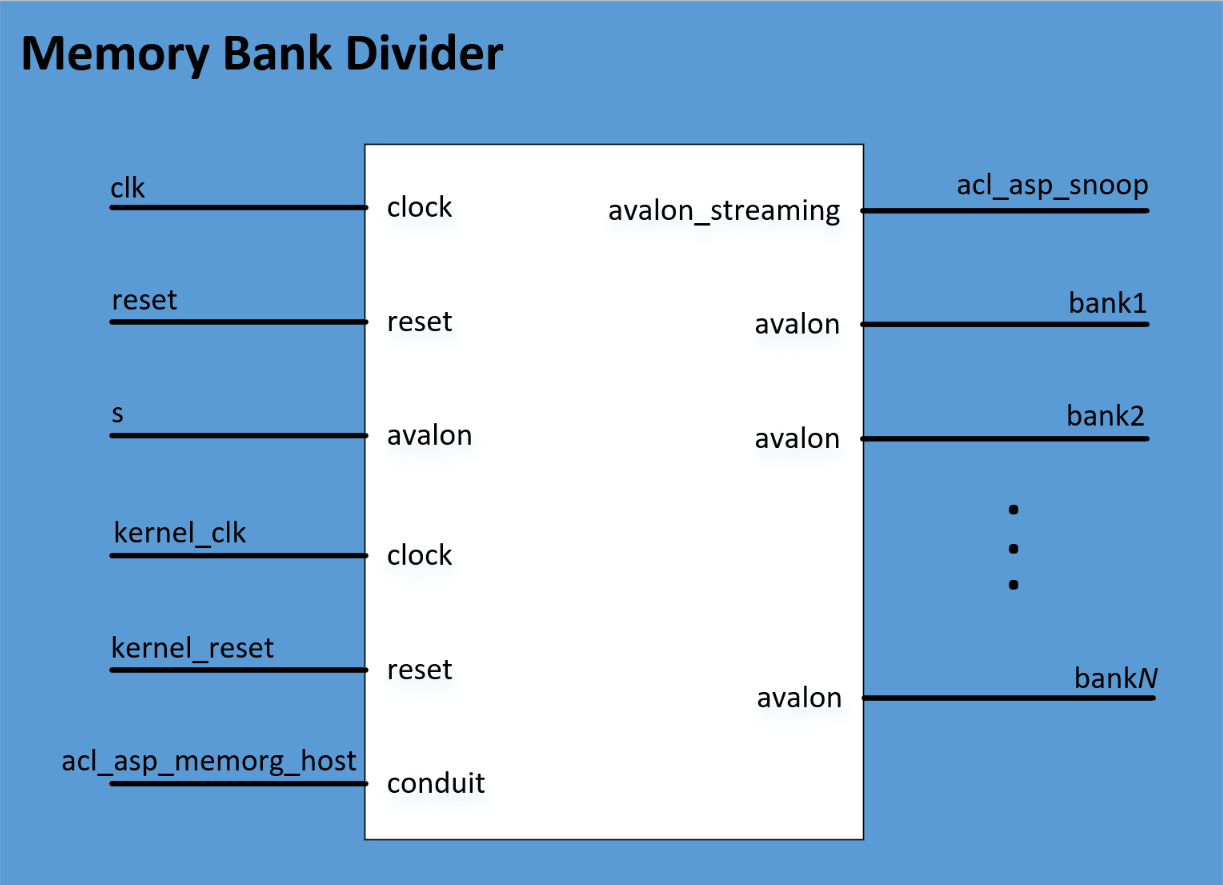 Memory Bank Divider
clk
clock
avalon_streaming
acl_asp_snoop
reset
reset
avalon
bank1
s
avalon
avalon
bank2
kernel_clk
clock
kernel_reset
reset
avalon
bankN
acl_asp_memorg_host
conduit